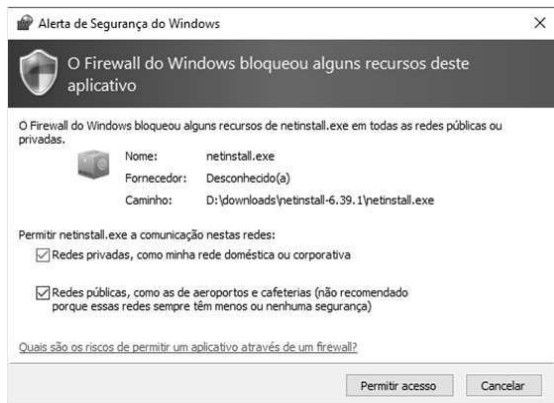 Alerta de Segurança do Windows
O Firewall do Windows bloqueou alguns recursos deste
aplicativo
O Firewall do Windows bloqueou alguns recursos de netinstall.exe em todas as redes públicas ou
privadas.
Nome: netinstall.exe
Fornecedor: Desconhecido(a)
Caminho: D:\downloads\netinstall-6.39.1\netinstall.exe
Permitir netinstall.exe a comunicação nestas redes:
Redes privadas, como minha rede doméstica ou corporativa
Redes públicas, como as de aeroportos e cafeterias (não recomendado
porque essas redes sempre têm menos ou nenhuma segurança)
Quais são os riscos de permitir um aplicativo através de um firewall?
Permitir acesso Cancelar